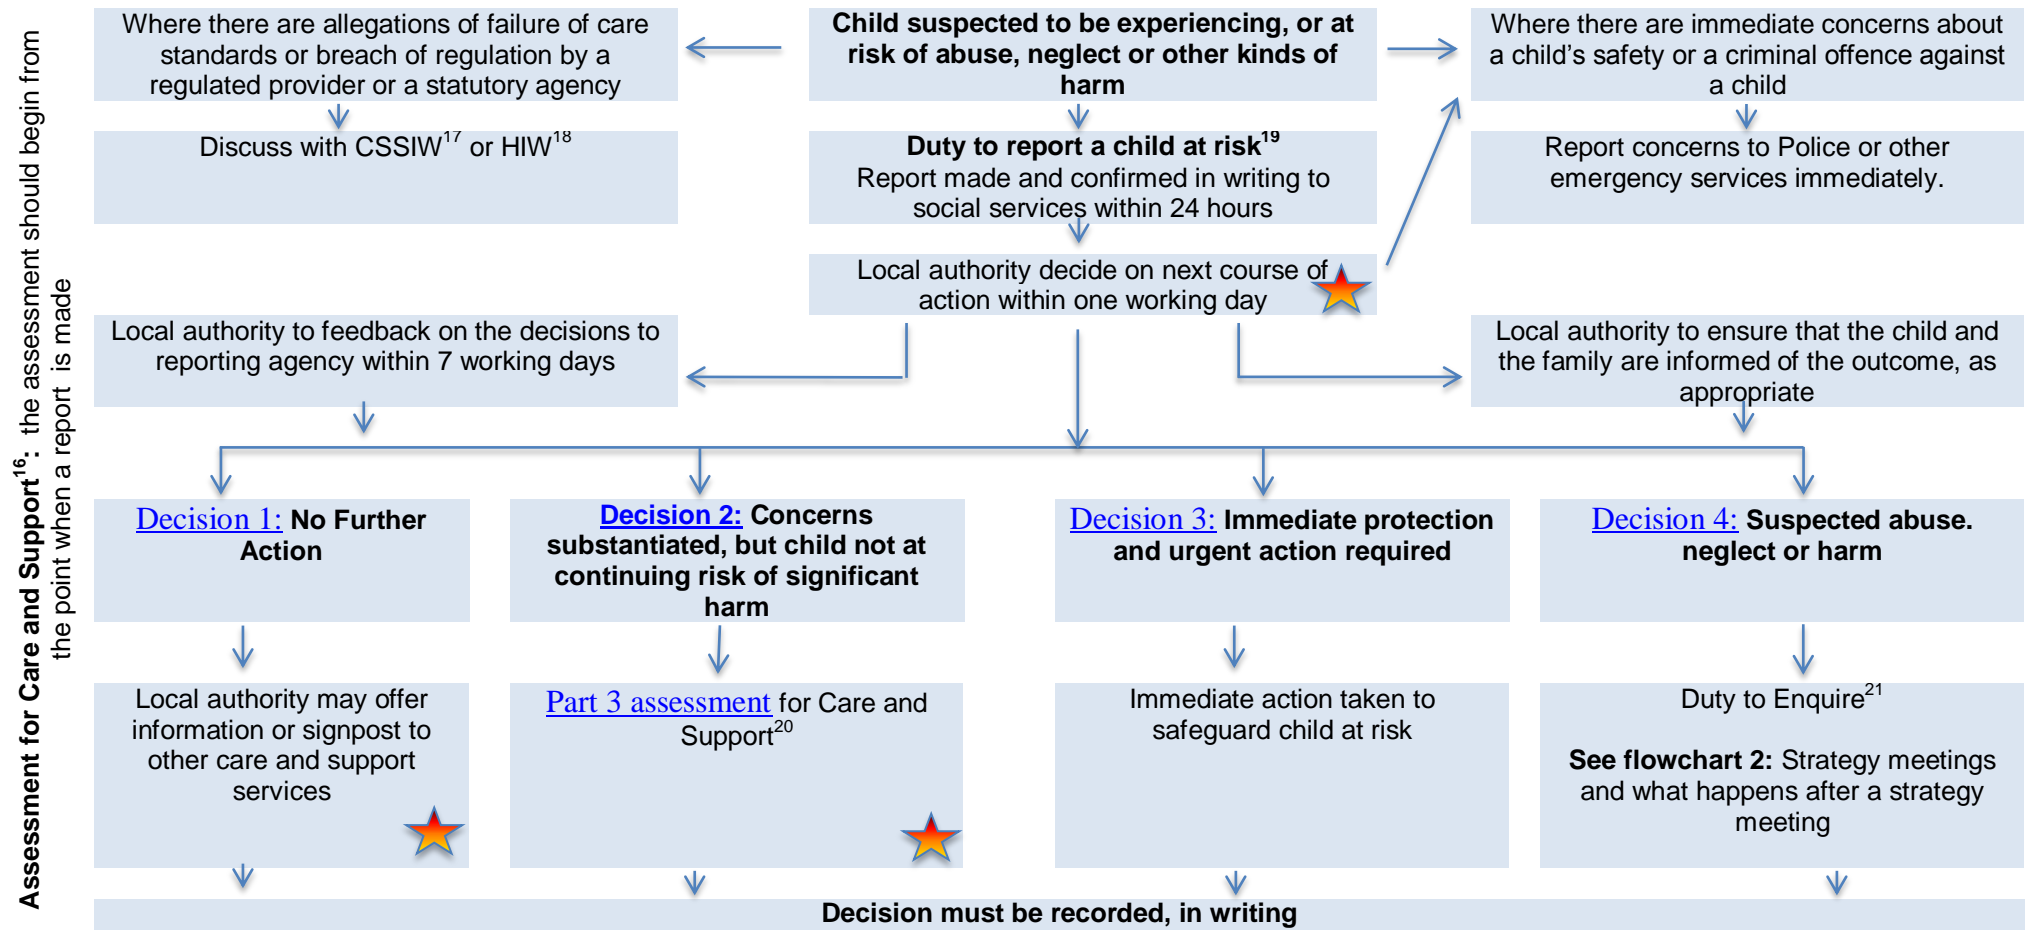 Assessment for Care and Support16: the assessment should begin from
the point when a report is made
Where there are allegations of failure of care
standards or breach of regulation by a
regulated provider or a statutory agency
Child suspected to be experiencing, or at
risk of abuse, neglect or other kinds of
harm
Where there are immediate concerns about
a child’s safety or a criminal offence against
a child
Discuss with CSSIW17 or HIW18
Duty to report a child at risk19
Report made and confirmed in writing to
social services within 24 hours
Report concerns to Police or other
emergency services immediately.
Local authority decide on next course of
action within one working day
Local authority to feedback on the decisions to
reporting agency within 7 working days
Local authority to ensure that the child and
the family are informed of the outcome, as
appropriate
Decision 1: No Further
Action
Decision 2: Concerns
substantiated, but child not at
continuing risk of significant
harm
Decision 3: Immediate protection
and urgent action required
Decision 4: Suspected abuse.
neglect or harm
Local authority may offer
information or signpost to
other care and support
services
Part 3 assessment for Care and
Support20
Immediate action taken to
safeguard child at risk
Duty to Enquire21
See flowchart 2: Strategy meetings
and what happens after a strategy
meeting
Decision must be recorded, in writing